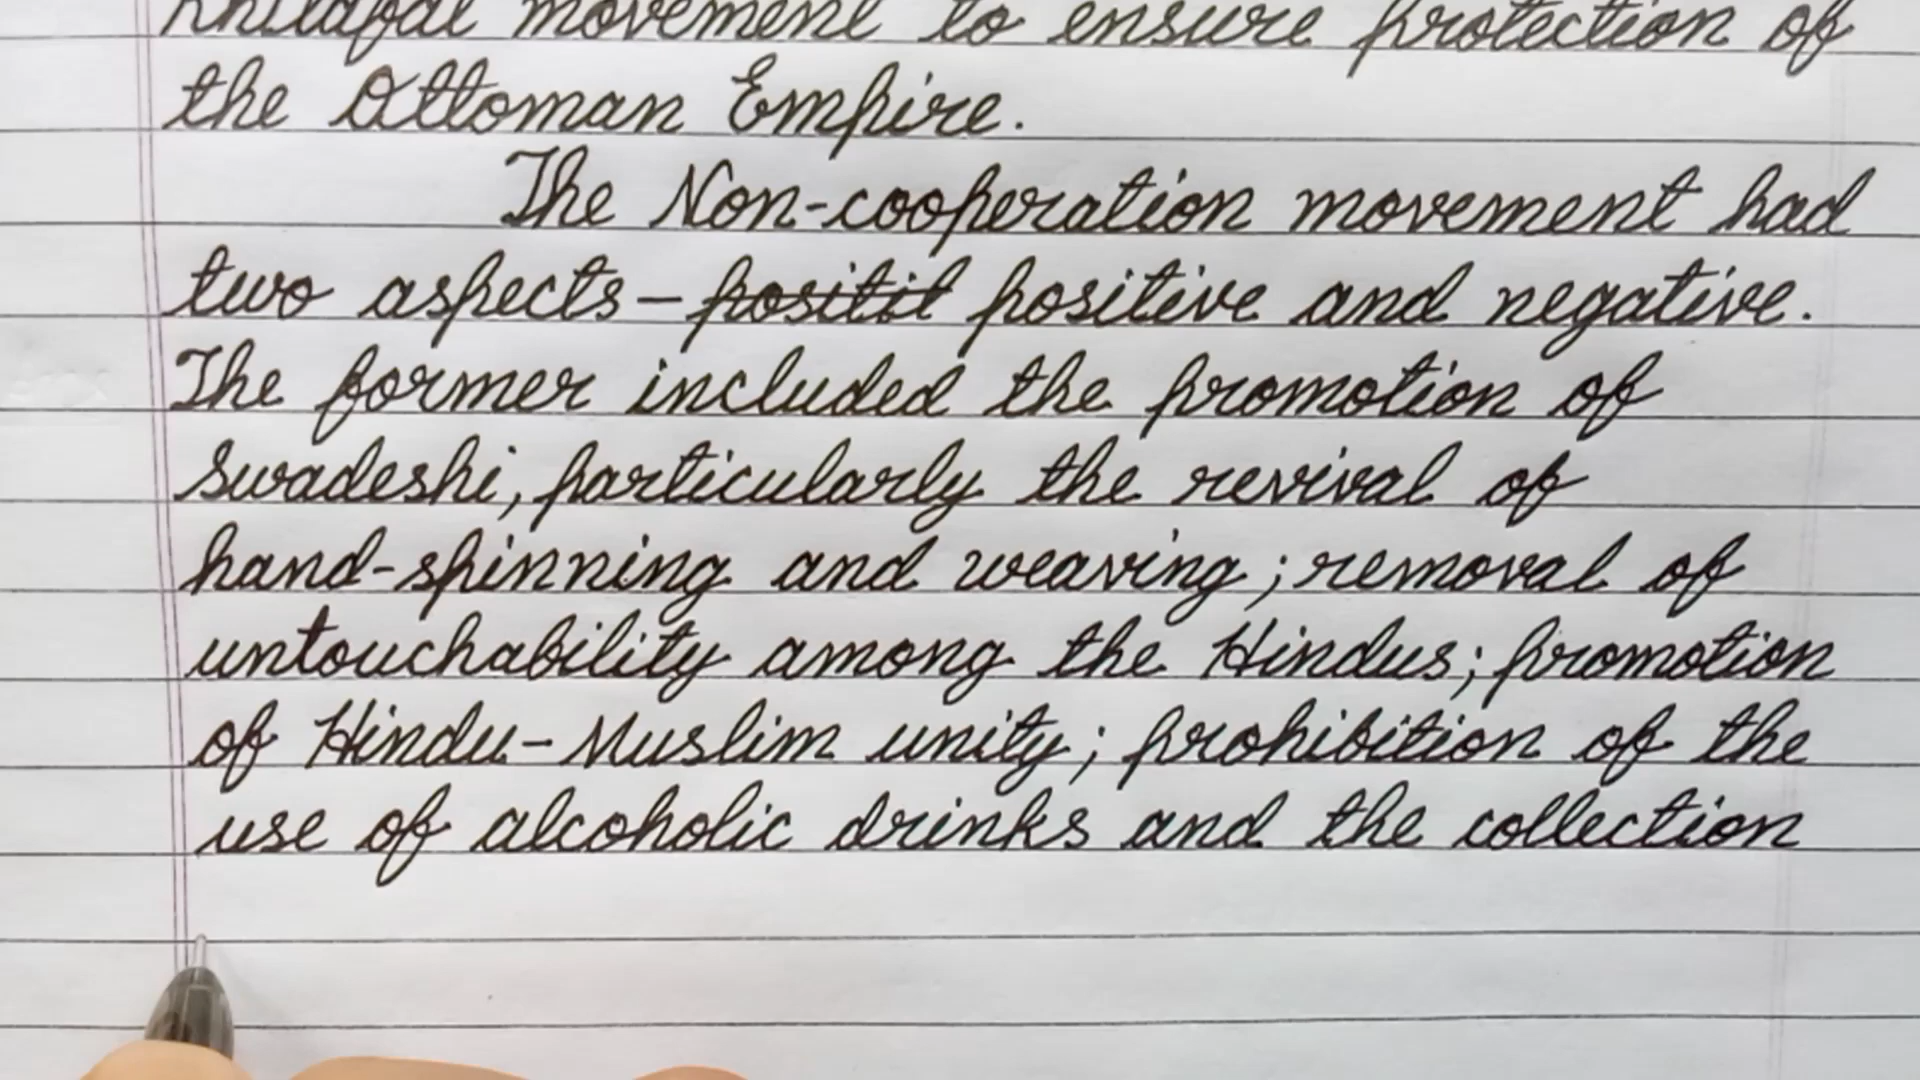 Khilafat movement to ensure protection of
the Ottoman Empire.
The Non-cooperation movement had
two aspects – positit positive and negative.
The former included the promotion of
Swadeshi, particularly the revival of
hand-spinning and weaving ; removal of
untouchability among the Hindus; promotion
of Hindu-Muslim unity ; prohibition of the
use of alcoholic drinks and the collection